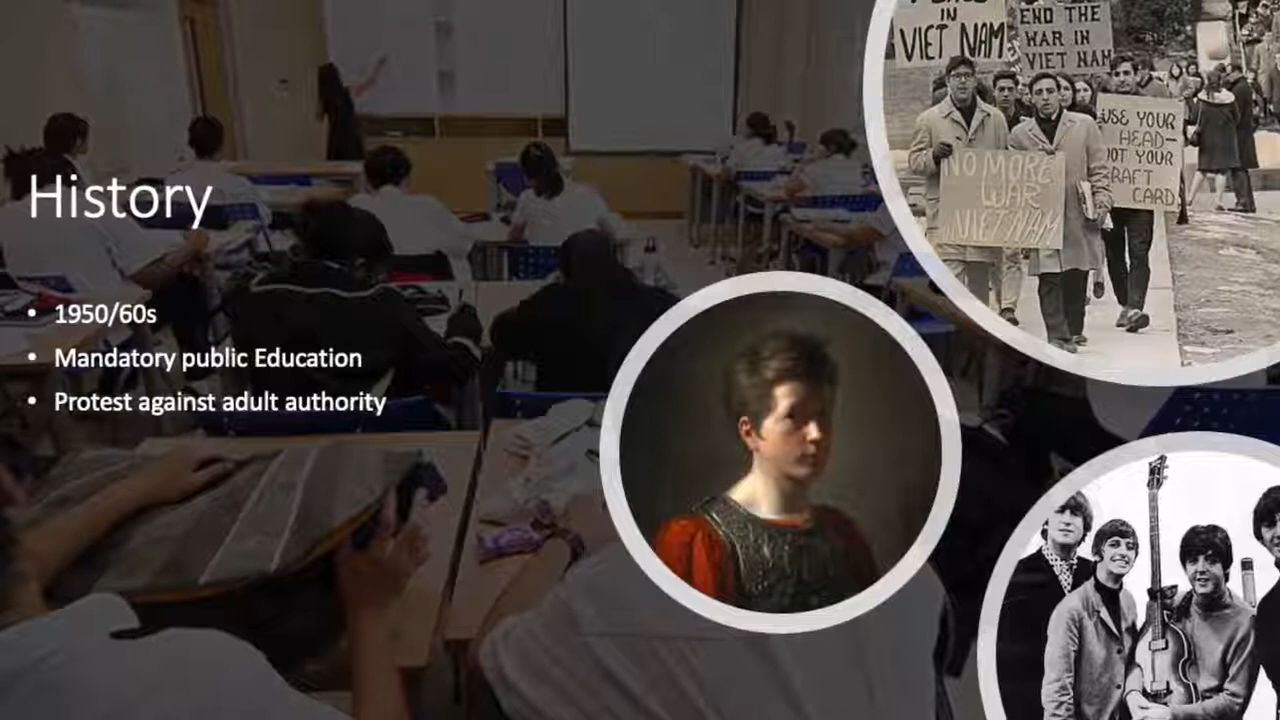 History
• 1950/60s
• Mandatory public Education
• Protest against adult authority
IN
VIET NAM
END THE
WAR IN
VIET NAM
NO MORE
WAR
VIETNAM
USE YOUR
HEAD—
NOT YOUR
DRAFT
CARD